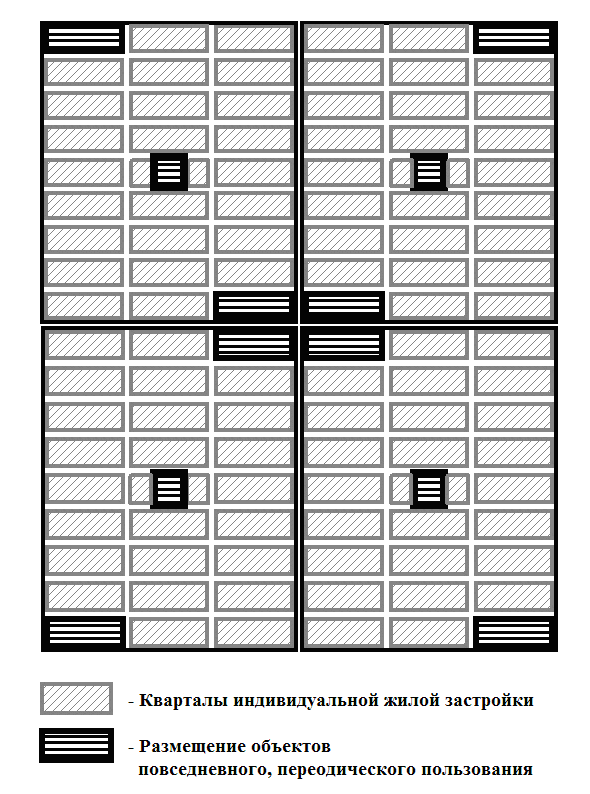 - Кварталы индивидуальной жилой застройки
- Размещение объектов
повседневного, переодического пользования